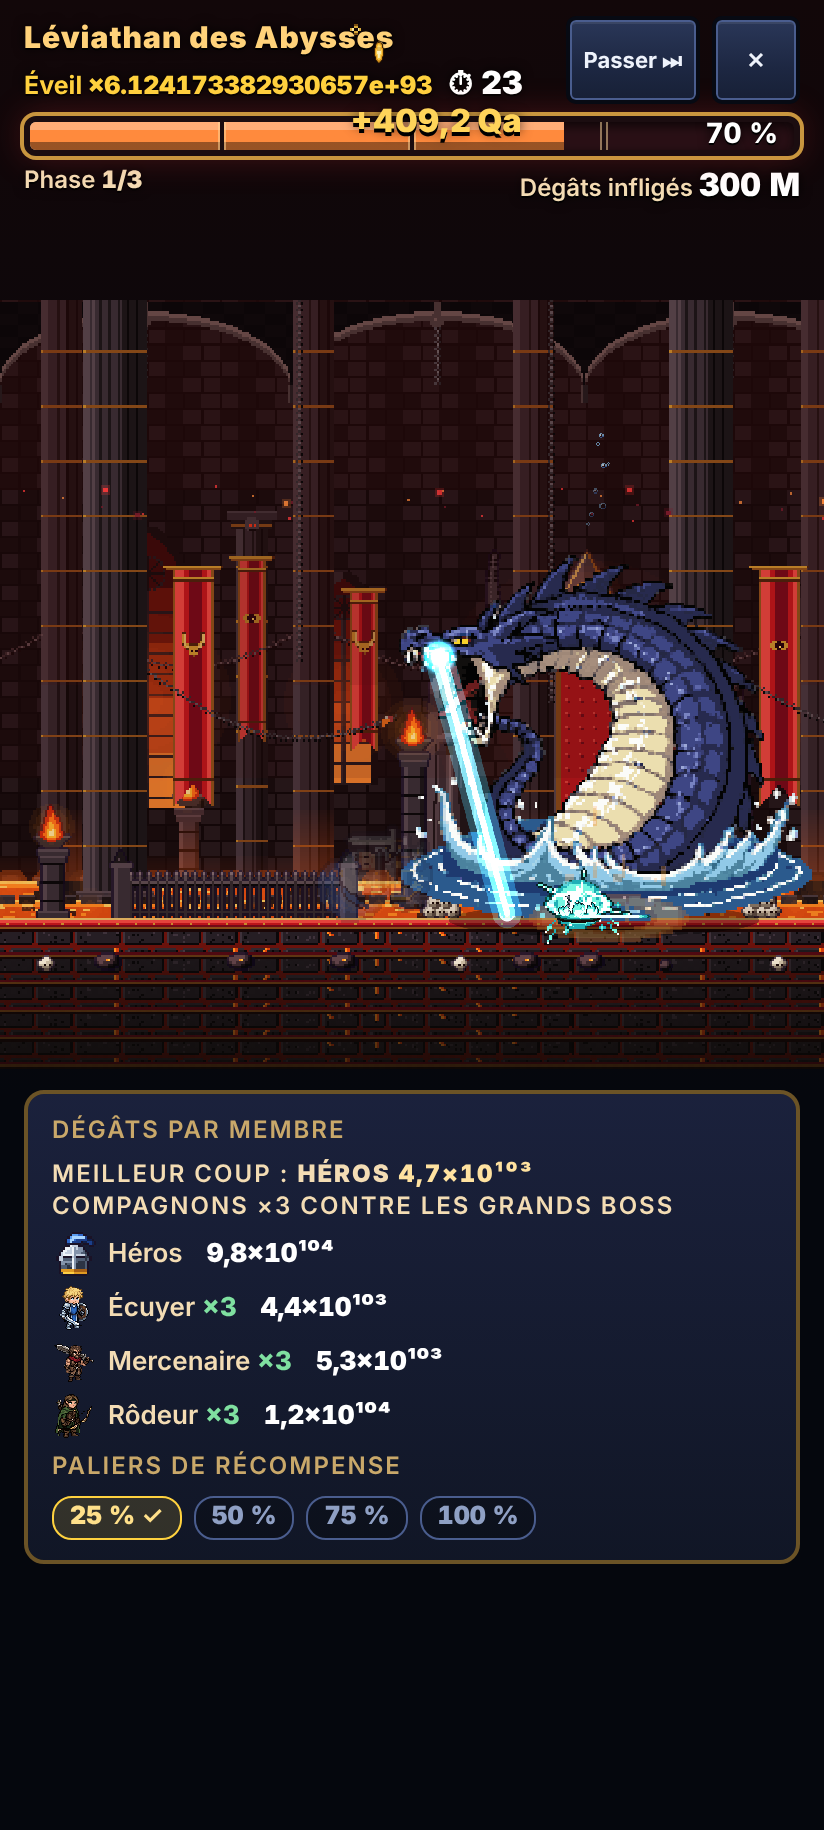 Léviathan des Abysses
Passer ⏭
×
Éveil ×6.124173382930657e+93 ⏱ 23
+409,2 Qa
70 %
Phase 1/3
Dégâts infligés 300 M
DÉGÂTS PAR MEMBRE
MEILLEUR COUP : HÉROS 4,7×10¹⁰³
COMPAGNONS ×3 CONTRE LES GRANDS BOSS
Héros 9,8×10¹⁰⁴
Écuyer ×3 4,4×10¹⁰³
Mercenaire ×3 5,3×10¹⁰³
Rôdeur ×3 1,2×10¹⁰⁴
PALIERS DE RÉCOMPENSE
25 % ✓ 50 % 75 % 100 %